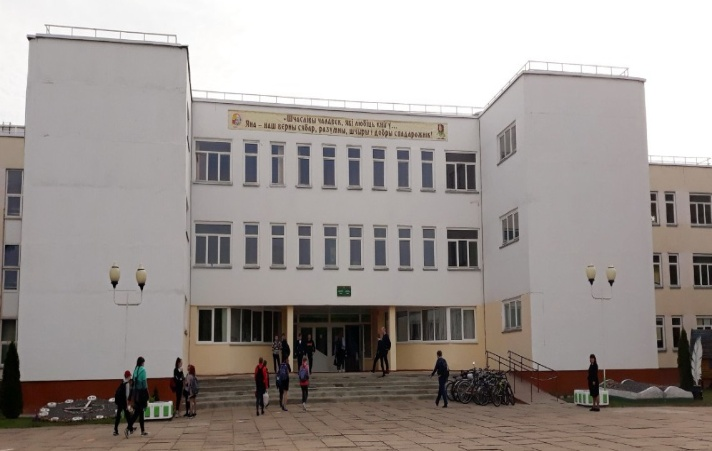 «Шчаслівы чалавек, які любіць кнігу...
Яна – наш верны сябар, разумны, шчыры і добры спадарожнік!